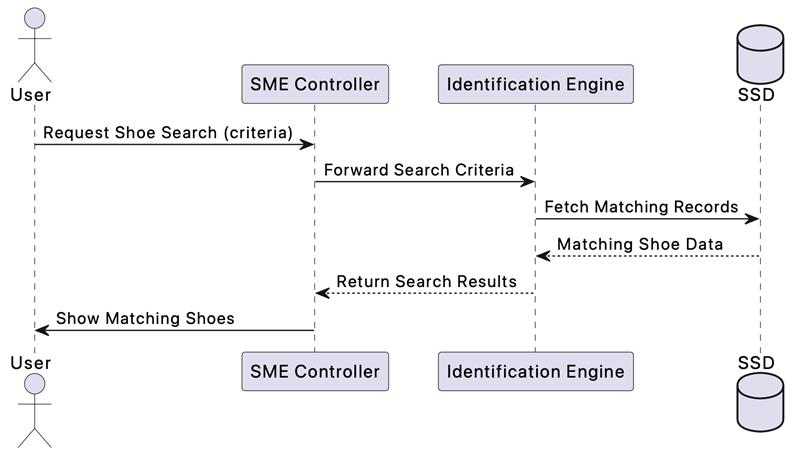 User
SME Controller
Identification Engine
SSD
Request Shoe Search (criteria)
Forward Search Criteria
Fetch Matching Records
Matching Shoe Data
Return Search Results
Show Matching Shoes
User
SME Controller
Identification Engine
SSD